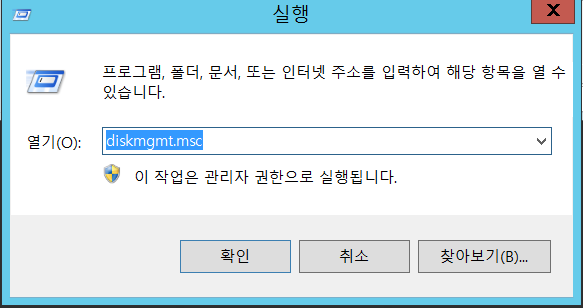 실행
프로그램, 폴더, 문서, 또는 인터넷 주소를 입력하여 해당 항목을 열 수
있습니다.
열기(O): diskmgmt.msc
이 작업은 관리자 권한으로 실행됩니다.
확인 취소 찾아보기(B)...